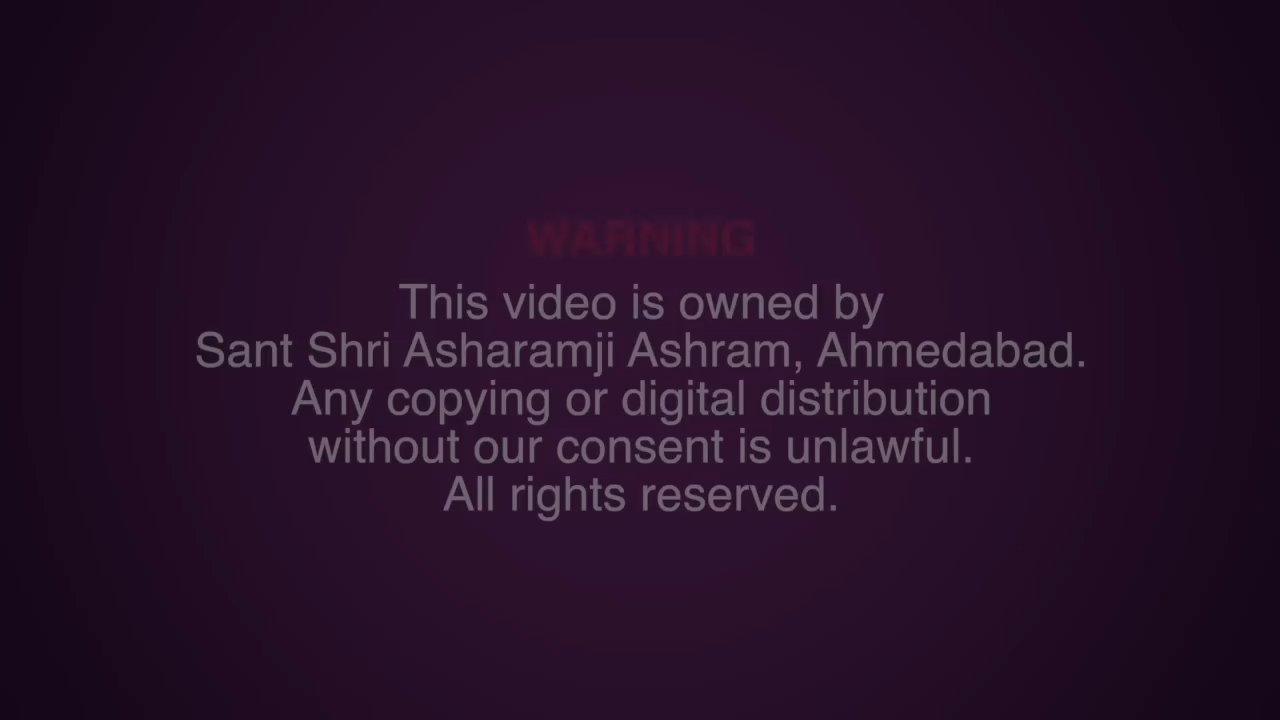 WARNING
This video is owned by
Sant Shri Asharamji Ashram, Ahmedabad.
Any copying or digital distribution
without our consent is unlawful.
All rights reserved.